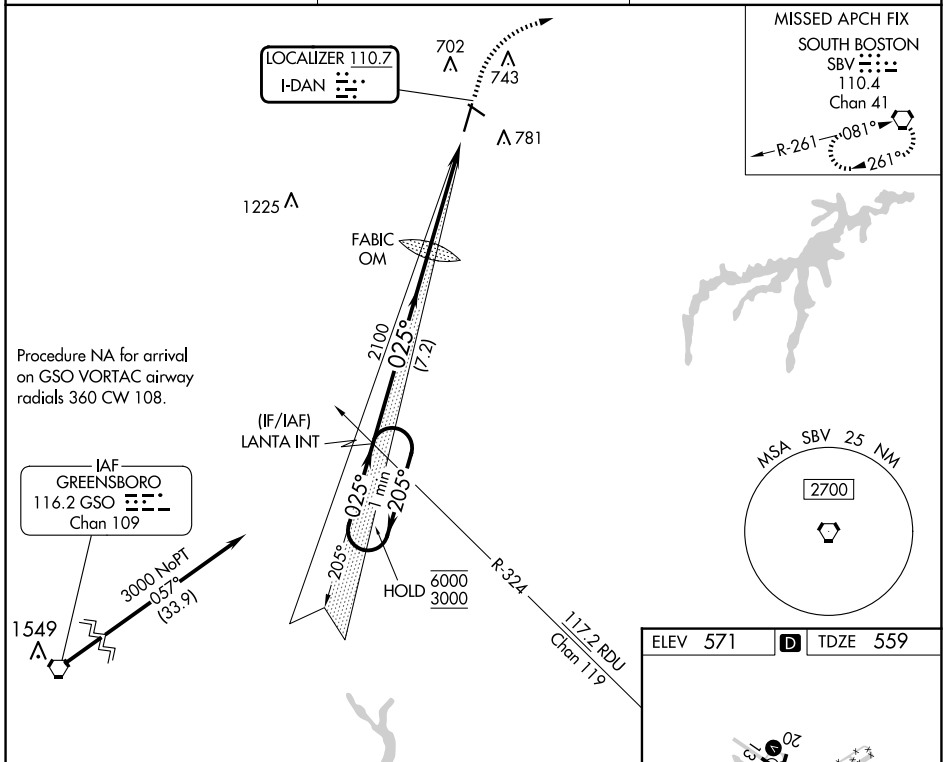 MISSED APCH FIX
SOUTH BOSTON
SBV
110.4
Chan 41
R-261
081°
261°
LOCALIZER 110.7
I-DAN
702
743
781
1225
FABIC
OM
2100
025°
(7.2)
Procedure NA for arrival
on GSO VORTAC airway
radials 360 CW 108.
(IF/IAF)
LANTA INT
IAF
GREENSBORO
116.2 GSO
Chan 109
3000 NoPT
057°
(33.9)
1549
025°
1 min
205°
205°
HOLD 6000
3000
R-324
117.2 RDU
Chan 119
MSA SBV 25 NM
2700
ELEV 571
D
TDZE 559
13
V
20